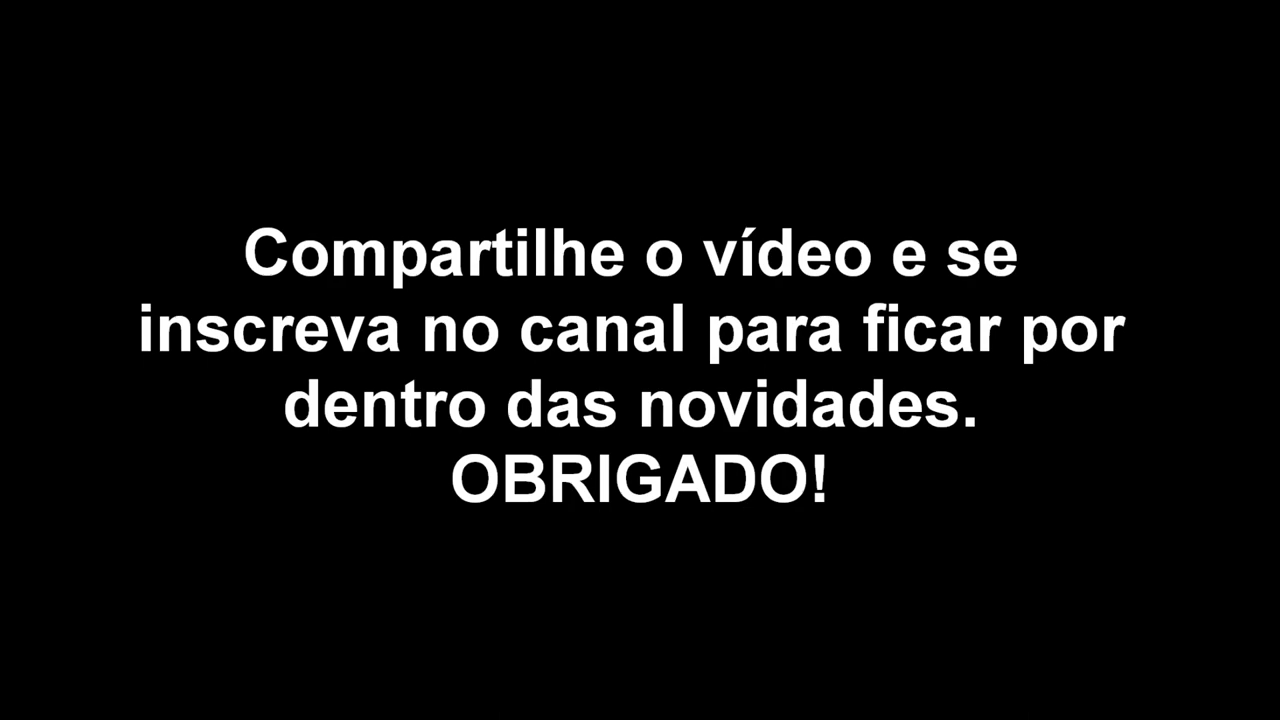 Compartilhe o vídeo e se
inscreva no canal para ficar por
dentro das novidades.
OBRIGADO!